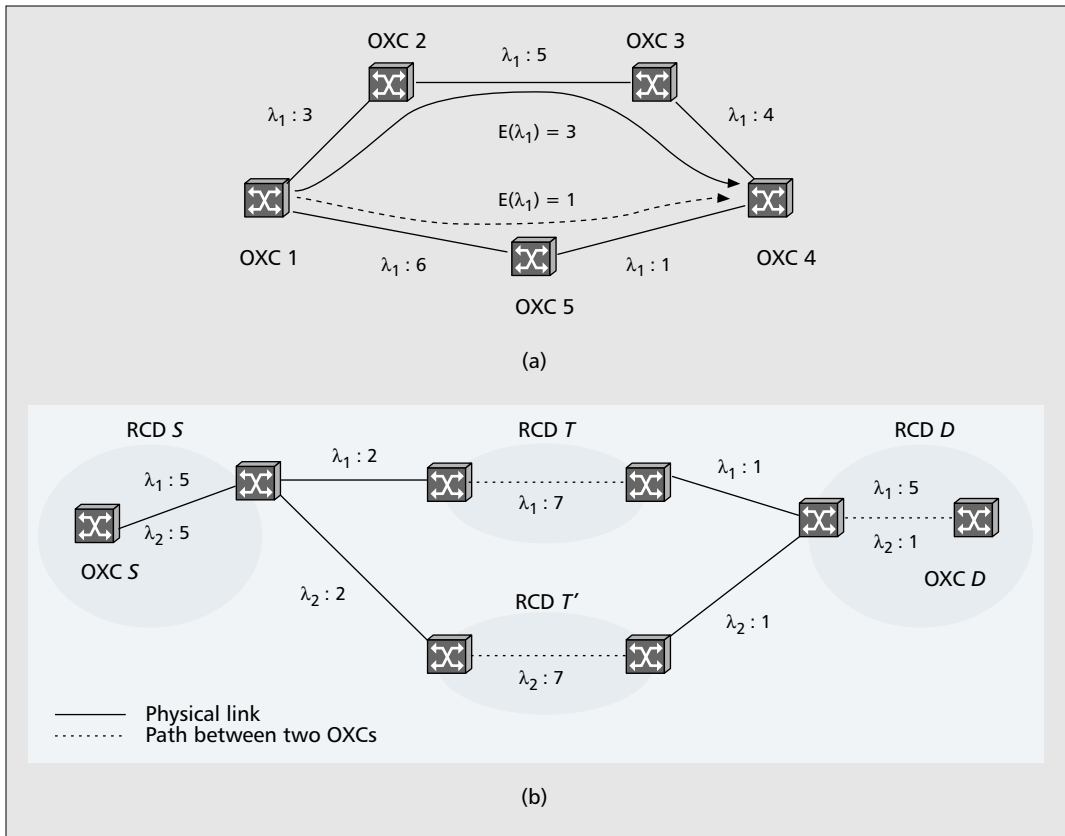 OXC 2
OXC 3
λ1 : 5
λ1 : 3
λ1 : 4
E(λ1) = 3
E(λ1) = 1
OXC 1
OXC 4
λ1 : 6
λ1 : 1
OXC 5
(a)
RCD S
RCD T
RCD D
λ1 : 5
λ1 : 2
λ1 : 1
λ1 : 5
λ2 : 5
λ1 : 7
λ2 : 1
OXC S
OXC D
λ2 : 2
RCD T′
λ2 : 1
λ2 : 7
Physical link
Path between two OXCs
(b)